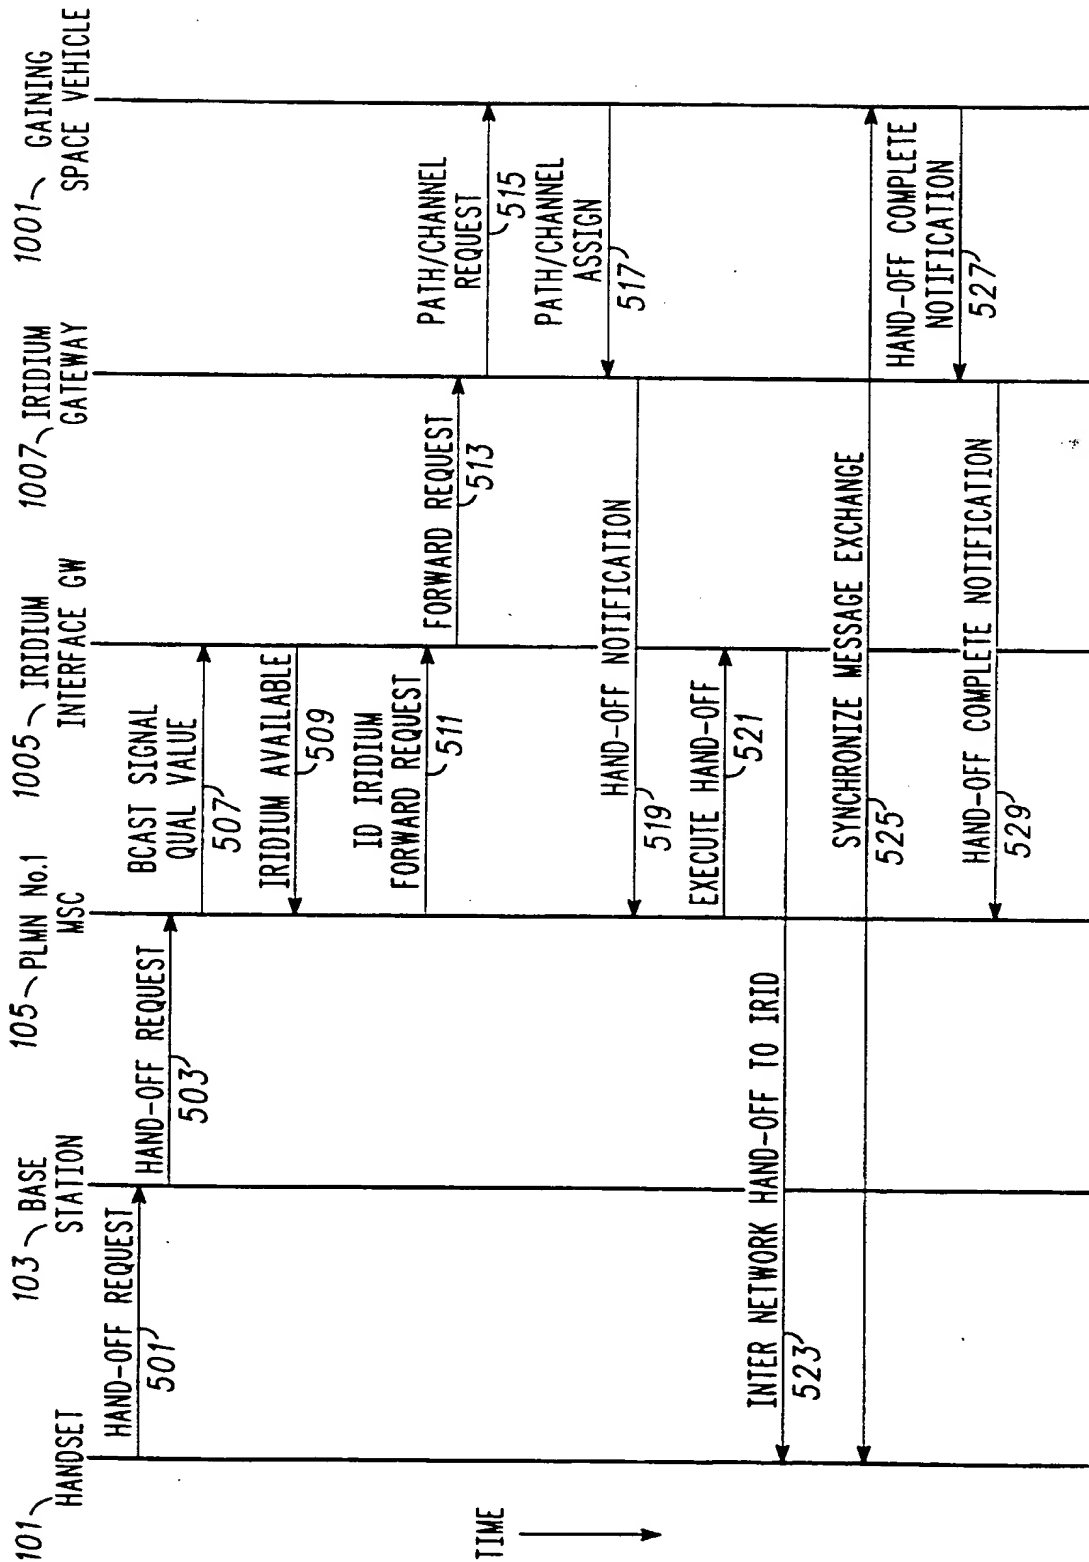 101
HANDSET
103
BASE
STATION
105
PLMN No.1
MSC
1005
IRIDIUM
INTERFACE GW
1007
IRIDIUM
GATEWAY
1001
GAINING
SPACE VEHICLE
HAND-OFF REQUEST
501
HAND-OFF REQUEST
503
BCAST SIGNAL
QUAL VALUE
507
IRIDIUM AVAILABLE
509
ID IRIDIUM
FORWARD REQUEST
511
FORWARD REQUEST
513
PATH/CHANNEL
REQUEST
515
PATH/CHANNEL
ASSIGN
517
HAND-OFF NOTIFICATION
519
EXECUTE HAND-OFF
521
INTER NETWORK HAND-OFF TO IRID
523
SYNCHRONIZE MESSAGE EXCHANGE
525
HAND-OFF COMPLETE
NOTIFICATION
527
HAND-OFF COMPLETE NOTIFICATION
529
TIME